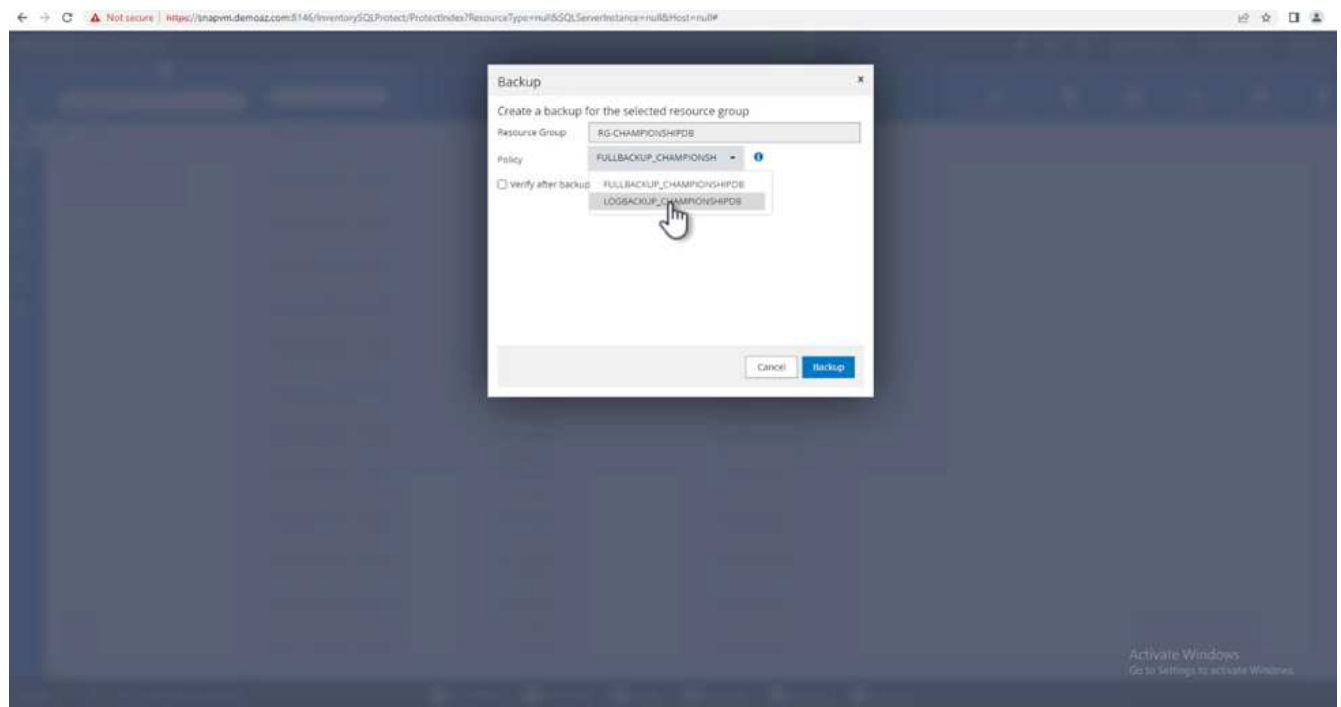 Not secure | https://snapvm.demoaz.com:8146/InventorySQLProtect/ProtectIndex?ResourceType=null&SQLServerInstance=null&Host=null#
Backup x
Create a backup for the selected resource group
Resource Group RG-CHAMPIONSHIPDB
Policy FULLBACKUP_CHAMPIONSH
Verify after backup FULLBACKUP_CHAMPIONSHIPDB
LOGBACKUP_CHAMPIONSHIPDB
Cancel Backup
Activate Windows
Go to Settings to activate Windows.